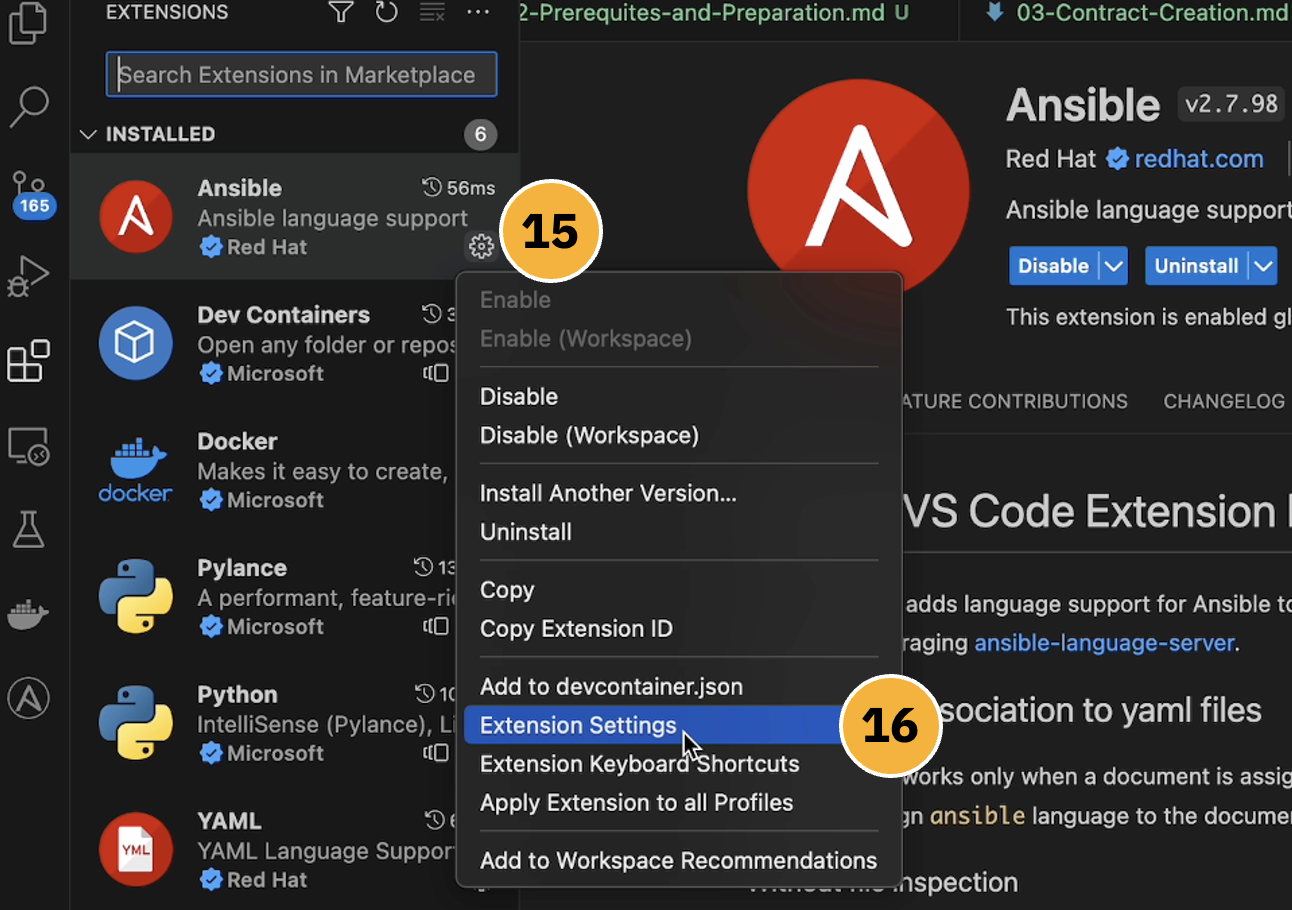 EXTENSIONS
2-Prerequites-and-Preparation.md U
03-Contract-Creation.md
Search Extensions in Marketplace
INSTALLED
6
165
Ansible
56ms
Ansible language support
Red Hat
15
Dev Containers
3
Open any folder or repos
Microsoft
Docker
Makes it easy to create,
Microsoft
docker
Pylance
13
A performant, feature-ri
Microsoft
Python
10
IntelliSense (Pylance), Li
Microsoft
YAML
YML
YAML Language Suppor
Red Hat
Enable
Enable (Workspace)
Disable
Disable (Workspace)
Install Another Version...
Uninstall
Copy
Copy Extension ID
Add to devcontainer.json
Extension Settings
16
Extension Keyboard Shortcuts
Apply Extension to all Profiles
Add to Workspace Recommendations
Ansible
v2.7.98
Red Hat redhat.com
Ansible language support
Disable
Uninstall
This extension is enabled gl
ATURE CONTRIBUTIONS
CHANGELOG
VS Code Extension
adds language support for Ansible to
raging ansible-language-server.
sociation to yaml files
works only when a document is assig
gn ansible language to the documen
inspection